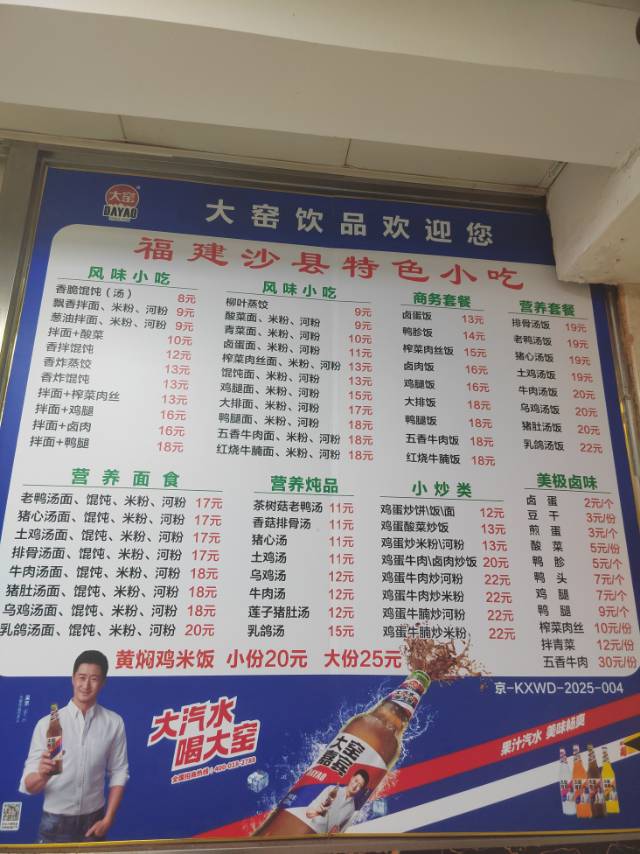 大窑
DAYAO
大窑饮品欢迎您
福建沙县特色小吃
风味小吃
香脆馄饨（汤） 8元
飘香拌面、米粉、河粉 9元
葱油拌面、米粉、河粉 9元
拌面+酸菜 10元
香拌馄饨 12元
香炸蒸饺 13元
香炸馄饨 13元
拌面+榨菜肉丝 13元
拌面+鸡腿 16元
拌面+卤肉 16元
拌面+鸭腿 18元
风味小吃
柳叶蒸饺 9元
酸菜面、米粉、河粉 9元
青菜面、米粉、河粉 10元
卤蛋面、米粉、河粉 11元
榨菜肉丝面、米粉、河粉 13元
馄饨面、米粉、河粉 13元
鸡腿面、米粉、河粉 15元
大排面、米粉、河粉 17元
鸭腿面、米粉、河粉 18元
五香牛肉面、米粉、河粉 18元
红烧牛腩面、米粉、河粉 18元
商务套餐
卤蛋饭 13元
鸭胗饭 14元
榨菜肉丝饭 15元
卤肉饭 16元
鸡腿饭 16元
大排饭 18元
鸭腿饭 18元
五香牛肉饭 18元
红烧牛腩饭 18元
营养套餐
排骨汤饭 19元
老鸭汤饭 19元
猪心汤饭 19元
土鸡汤饭 19元
牛肉汤饭 20元
乌鸡汤饭 20元
猪肚汤饭 20元
乳鸽汤饭 22元
营养面食
老鸭汤面、馄饨、米粉、河粉 17元
猪心汤面、馄饨、米粉、河粉 17元
土鸡汤面、馄饨、米粉、河粉 17元
排骨汤面、馄饨、米粉、河粉 17元
牛肉汤面、馄饨、米粉、河粉 18元
猪肚汤面、馄饨、米粉、河粉 18元
乌鸡汤面、馄饨、米粉、河粉 18元
乳鸽汤面、馄饨、米粉、河粉 20元
营养炖品
茶树菇老鸭汤 11元
香菇排骨汤 11元
猪心汤 11元
土鸡汤 11元
乌鸡汤 12元
牛肉汤 12元
莲子猪肚汤 12元
乳鸽汤 15元
小炒类
鸡蛋炒饼\饭\面 12元
鸡蛋酸菜炒饭 13元
鸡蛋炒米粉\河粉 13元
鸡蛋牛肉\卤肉炒饭 20元
鸡蛋牛肉炒河粉 22元
鸡蛋牛肉炒米粉 22元
鸡蛋牛腩炒河粉 22元
鸡蛋牛腩炒米粉 22元
美极卤味
卤蛋 2元/个
豆干 3元/份
煎蛋 3元/个
酸菜 5元/份
鸭胗 5元/个
鸭头 7元/个
鸡腿 7元/个
鸭腿 9元/个
榨菜肉丝 10元/份
拌青菜 12元/份
五香牛肉 30元/份
黄焖鸡米饭 小份20元 大份25元
京-KXWD-2025-004
大汽水
喝大窑
全国招商热线：400-018-2188
大窑
嘉宾
DAYAO
果汁汽水 美味畅爽